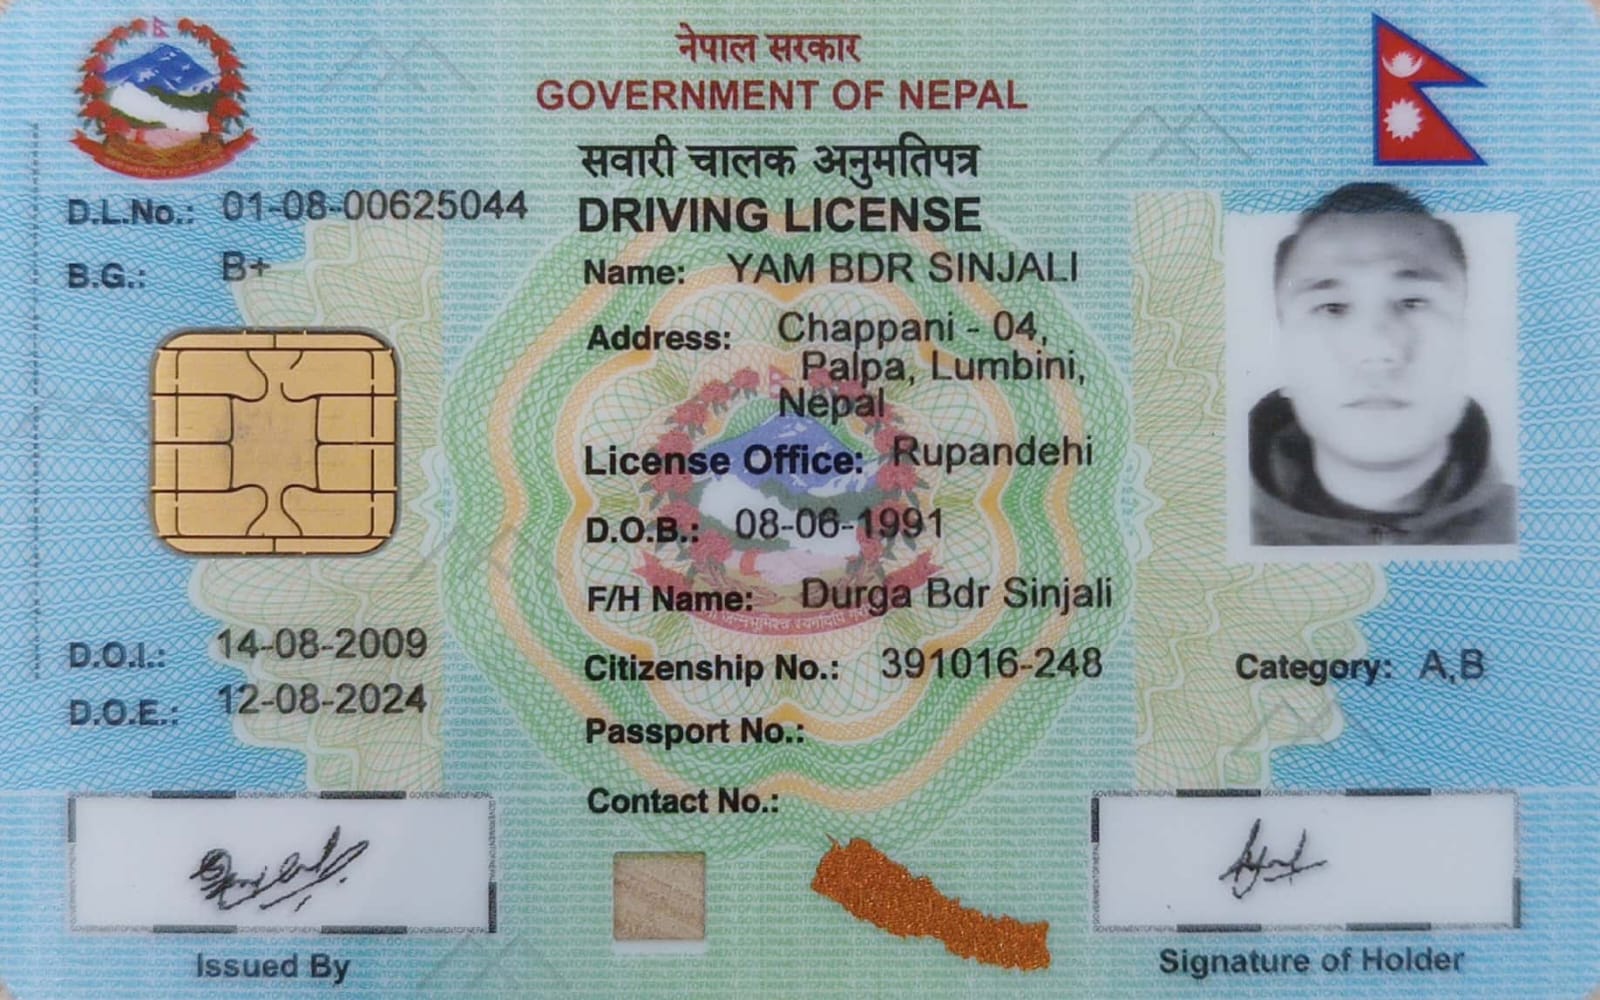 नेपाल सरकार
GOVERNMENT OF NEPAL
सवारी चालक अनुमतिपत्र
DRIVING LICENSE
D.L.No.: 01-08-00625044
B.G.: B+
Name: YAM BDR SINJALI
Address: Chappani - 04,
Palpa, Lumbini,
Nepal
License Office: Rupandehi
D.O.B.: 08-06-1991
F/H Name: Durga Bdr Sinjali
D.O.I.: 14-08-2009
D.O.E.: 12-08-2024
Citizenship No.: 391016-248
Category: A,B
Passport No.:
Contact No.:
Issued By
Signature of Holder